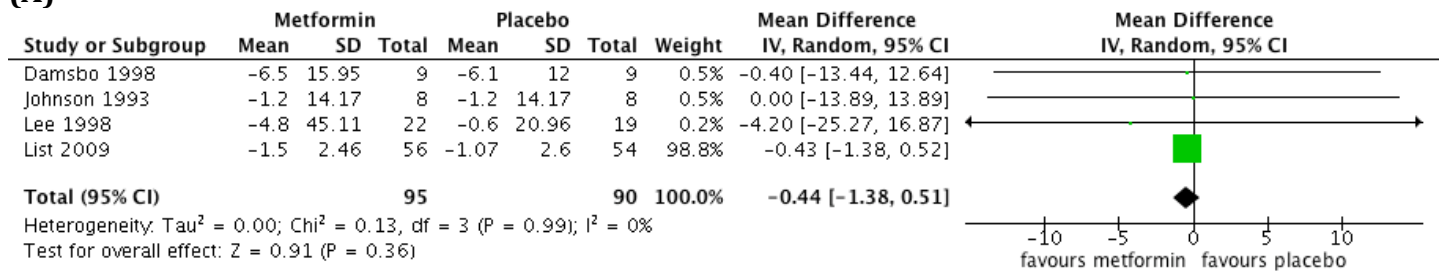 Metformin Placebo Mean Difference Mean Difference
Study or Subgroup Mean SD Total Mean SD Total Weight IV, Random, 95% CI IV, Random, 95% CI
Damsbo 1998 −6.5 15.95 9 −6.1 12 9 0.5% −0.40 [−13.44, 12.64]
Johnson 1993 −1.2 14.17 8 −1.2 14.17 8 0.5% 0.00 [−13.89, 13.89]
Lee 1998 −4.8 45.11 22 −0.6 20.96 19 0.2% −4.20 [−25.27, 16.87]
List 2009 −1.5 2.46 56 −1.07 2.6 54 98.8% −0.43 [−1.38, 0.52]
Total (95% CI) 95 90 100.0% −0.44 [−1.38, 0.51]
Heterogeneity: Tau² = 0.00; Chi² = 0.13, df = 3 (P = 0.99); I² = 0%
Test for overall effect: Z = 0.91 (P = 0.36)
−10 −5 0 5 10
favours metformin favours placebo